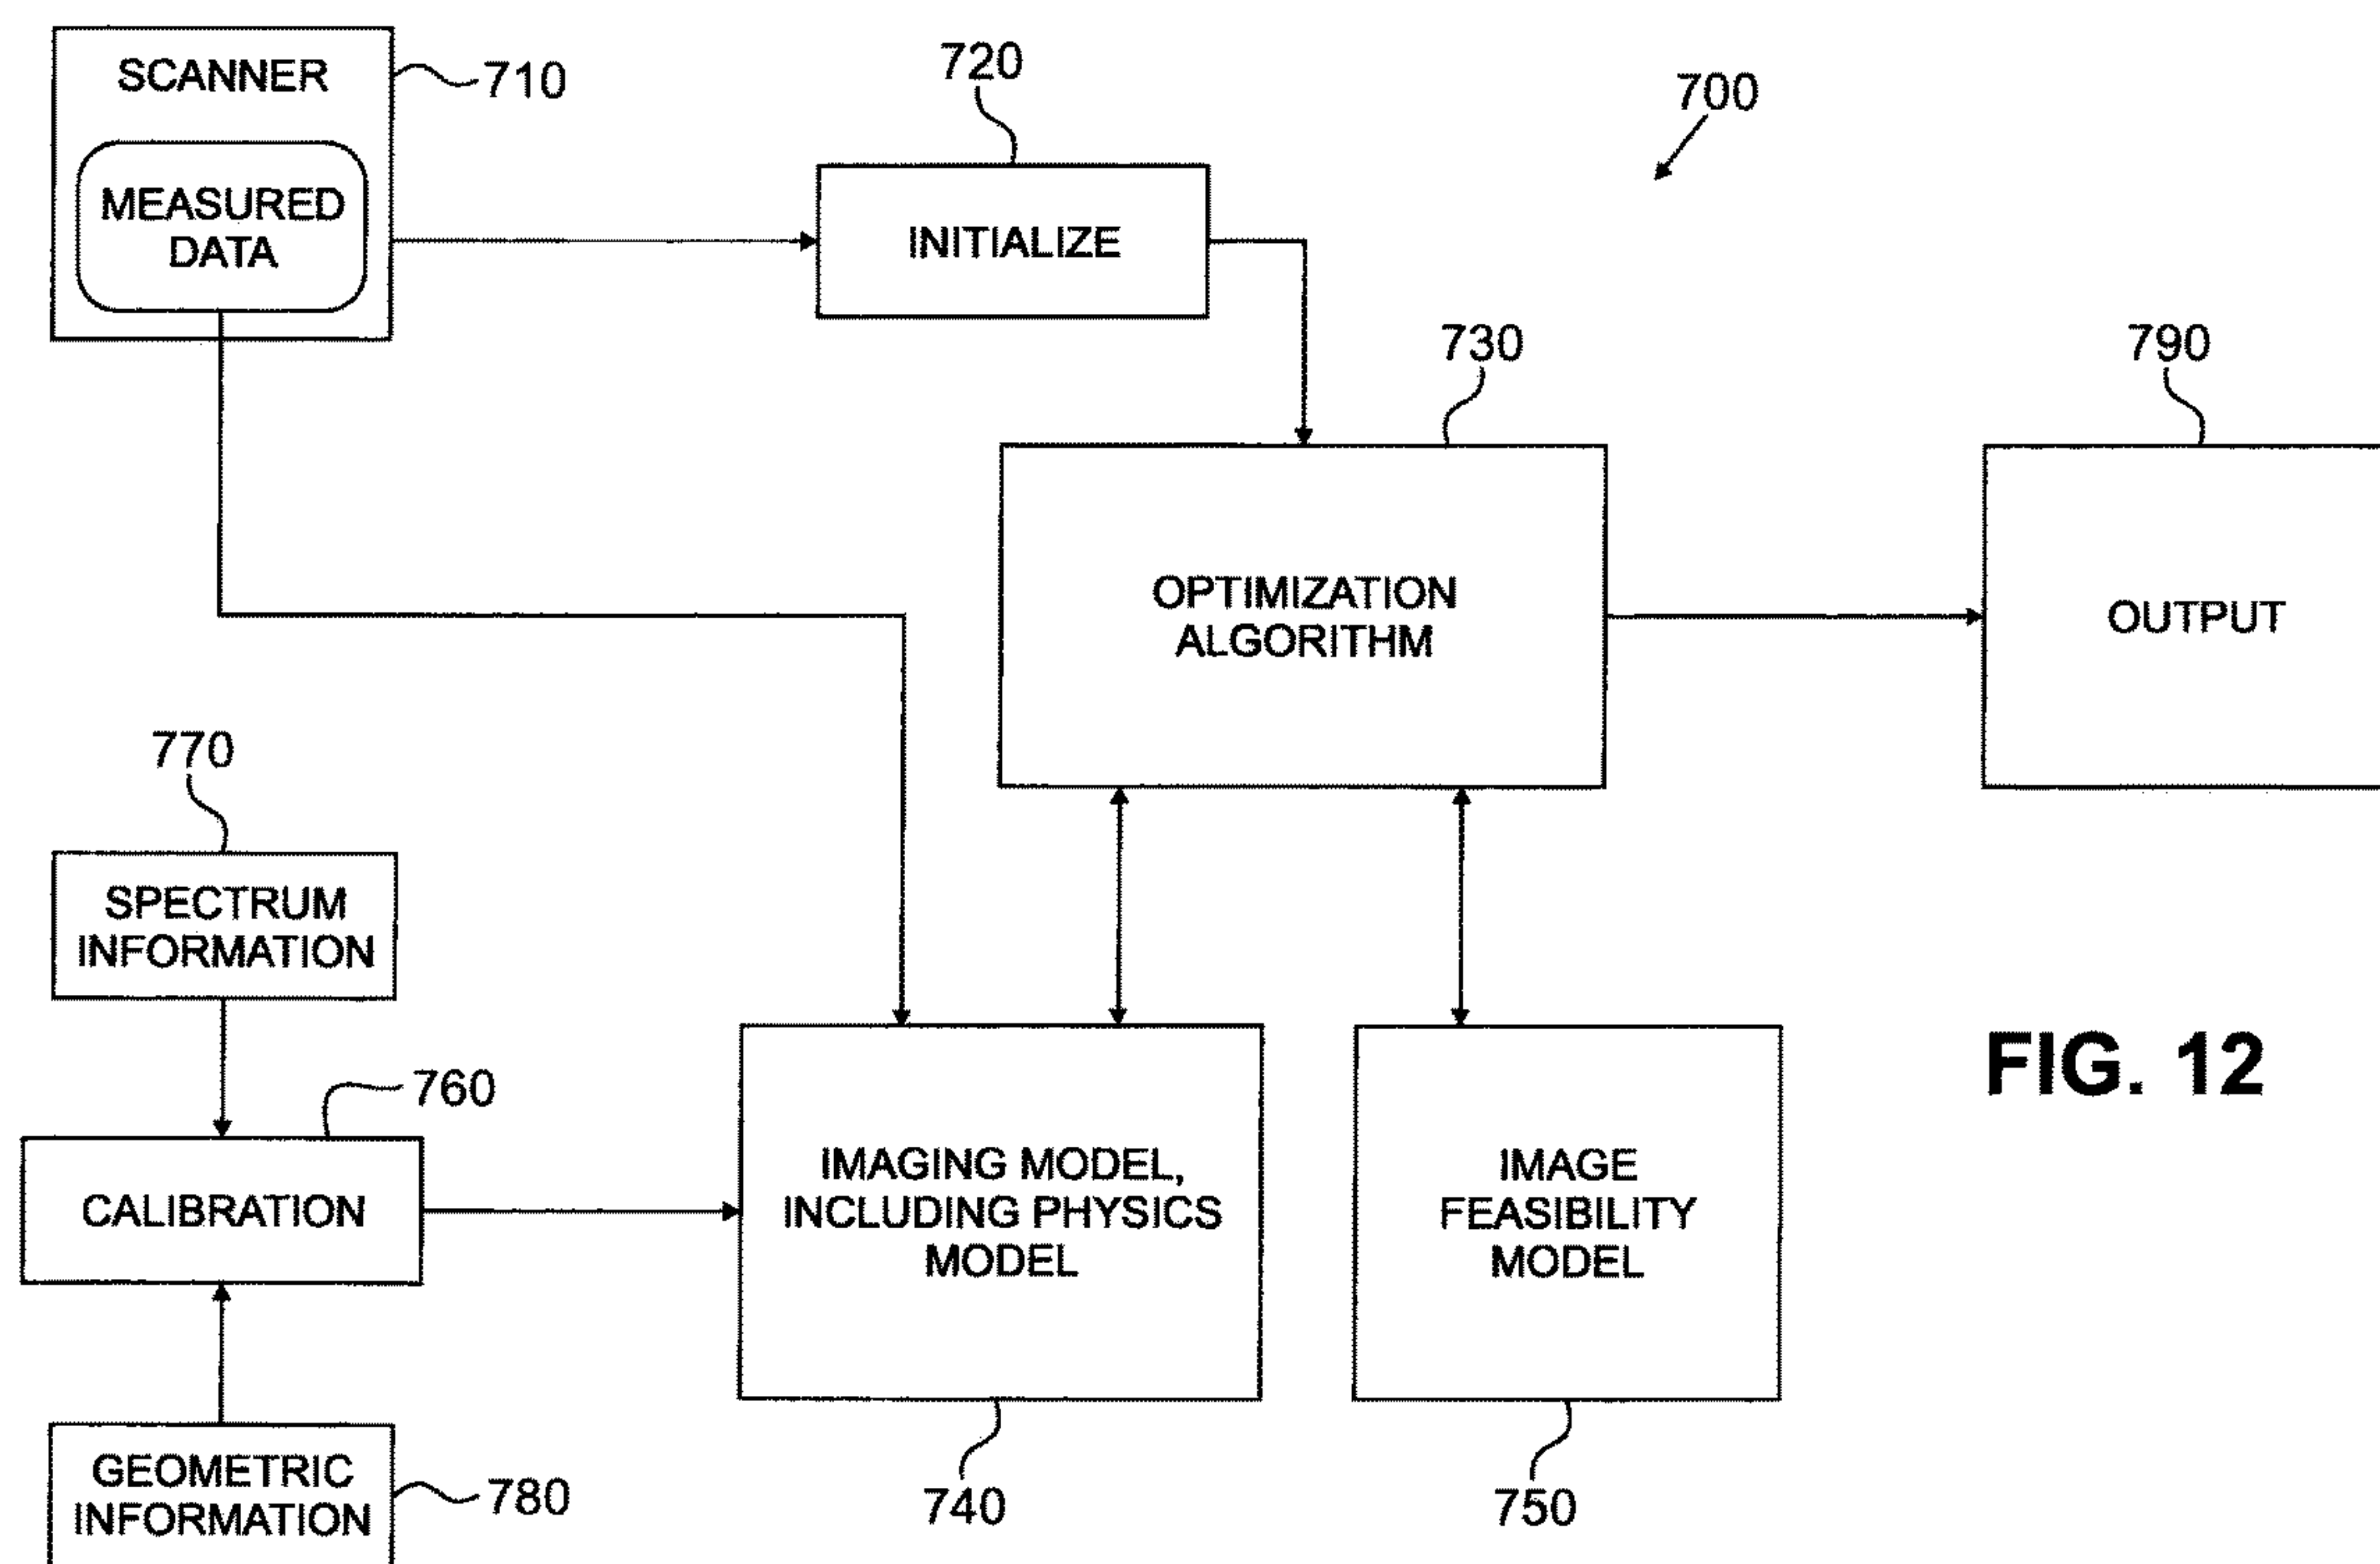 SCANNER
710
MEASURED
DATA
720
INITIALIZE
700
730
OPTIMIZATION
ALGORITHM
790
OUTPUT
770
SPECTRUM
INFORMATION
760
CALIBRATION
GEOMETRIC
INFORMATION
780
IMAGING MODEL,
INCLUDING PHYSICS
MODEL
740
IMAGE
FEASIBILITY
MODEL
750
FIG. 12